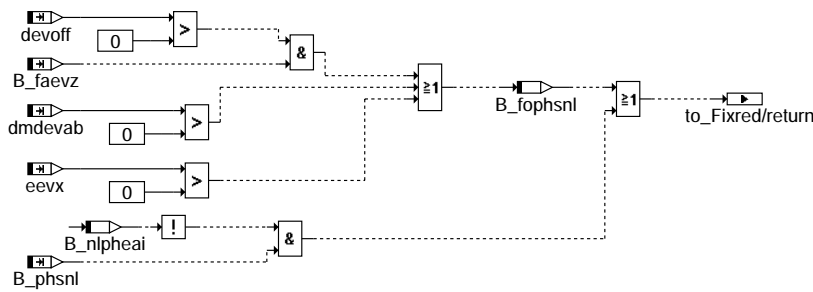 devoff
0
>
&
B_faevz
≧1
≧1
B_fophsnl
to_Fixred/return
dmdevab
0
>
eevx
0
>
B_nlpheai
!
&
B_phsnl